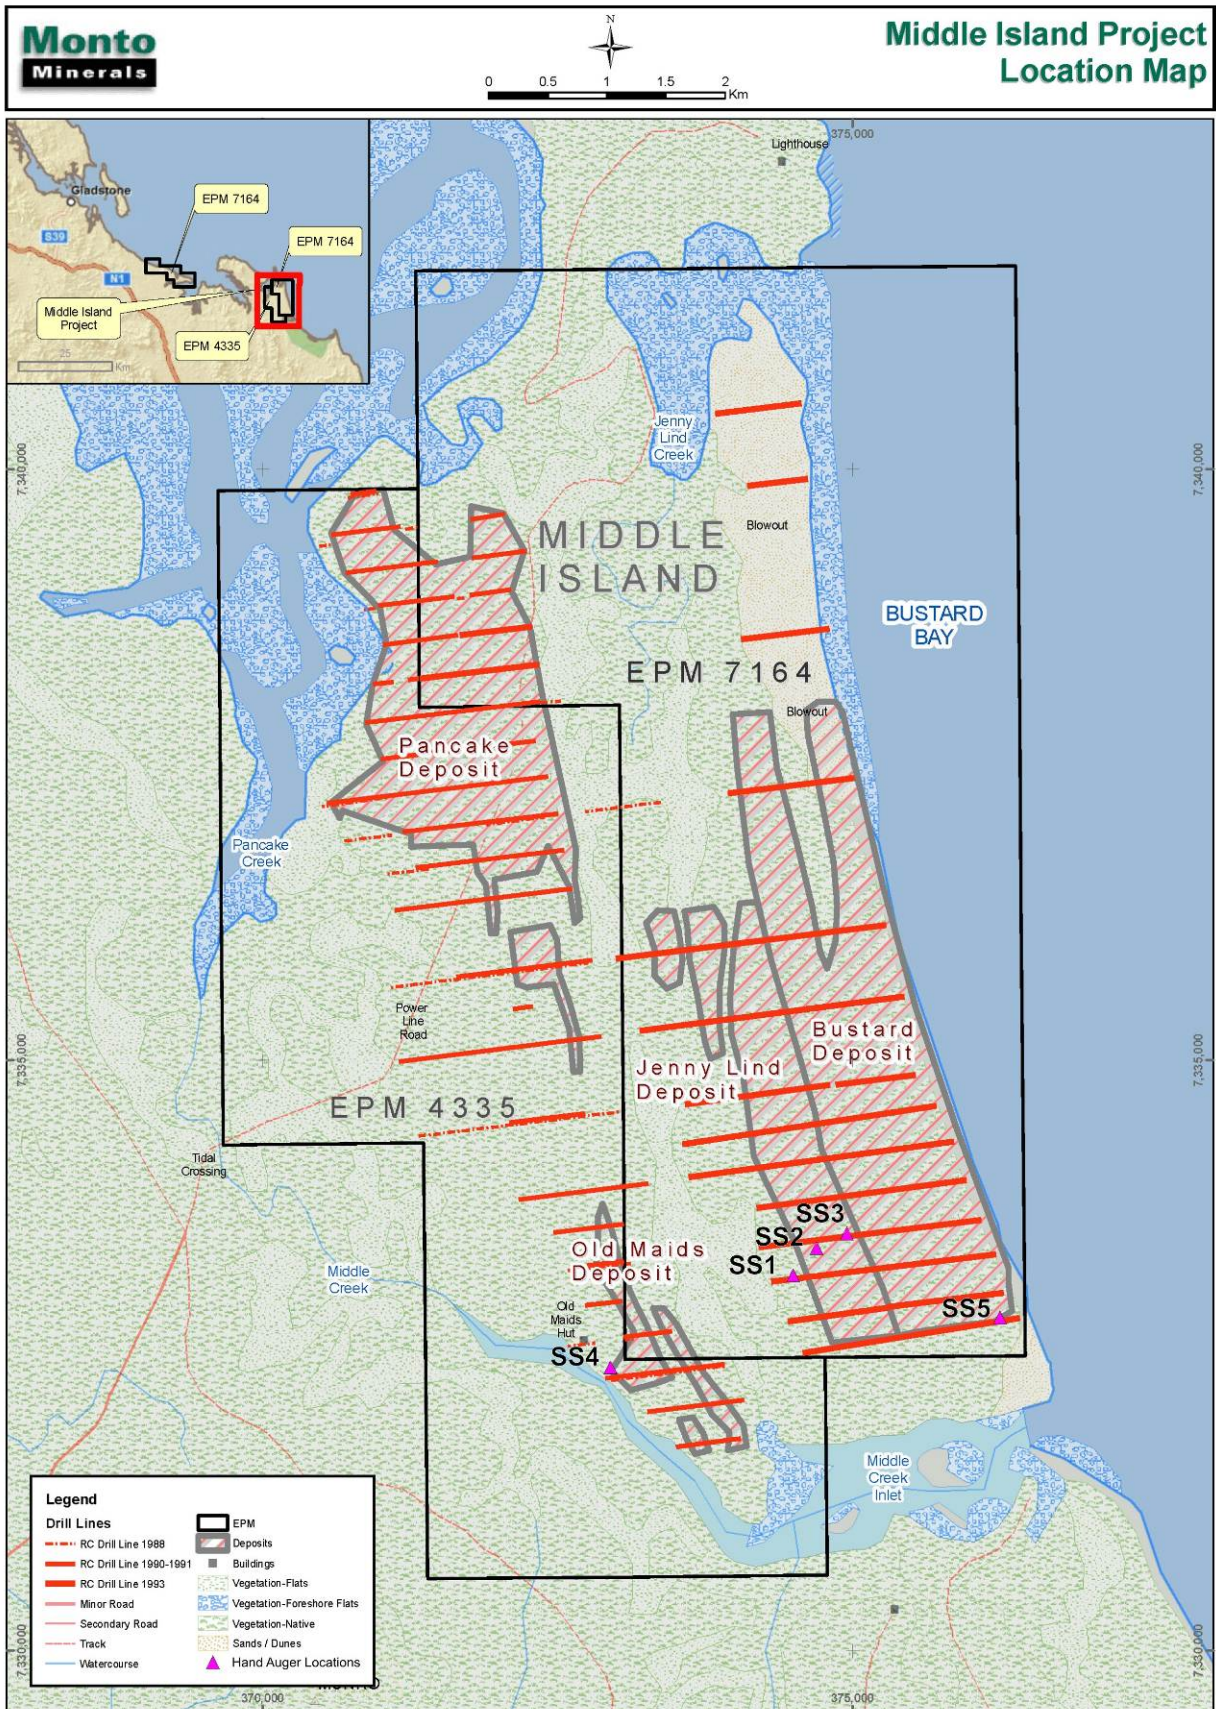 Monto
Minerals
N
0 0.5 1 1.5 2
Km
Middle Island Project
Location Map
375,000
Lighthouse
Gladstone
EPM 7164
S39
EPM 7164
N1
Middle Island
Project
EPM 4335
25
Km
Jenny
Lind
Creek
7,340,000
7,340,000
Blowout
MIDDLE
ISLAND
BUSTARD
BAY
EPM 7164
Blowout
Pancake
Deposit
Pancake
Creek
Power
Line
Road
Bustard
Deposit
7,335,000
7,335,000
Jenny Lind
Deposit
EPM 4335
Tidal
Crossing
SS3
SS2
SS1
Old Maids
Deposit
Middle
Creek
Old
Maids
Hut
SS5
SS4
Middle
Creek
Inlet
Legend
Drill Lines
RC Drill Line 1988
RC Drill Line 1990-1991
RC Drill Line 1993
Minor Road
Secondary Road
Track
Watercourse
EPM
Deposits
Buildings
Vegetation-Flats
Vegetation-Foreshore Flats
Vegetation-Native
Sands / Dunes
Hand Auger Locations
7,330,000
7,330,000
370,000
375,000